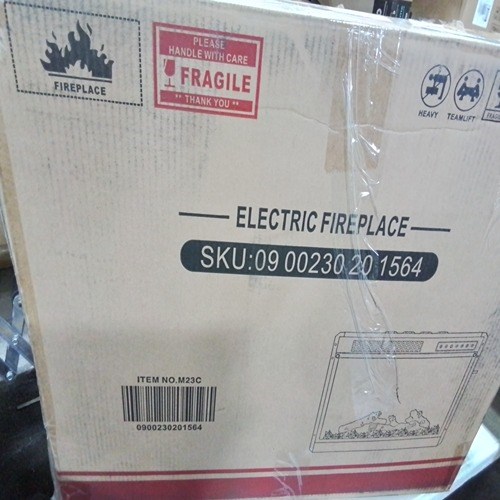 FIREPLACE
PLEASE
HANDLE WITH CARE
FRAGILE
** THANK YOU **
HEAVY TEAMLIFT
ELECTRIC FIREPLACE
SKU:09 00230 20 1564
ITEM NO.M23C
0900230201564